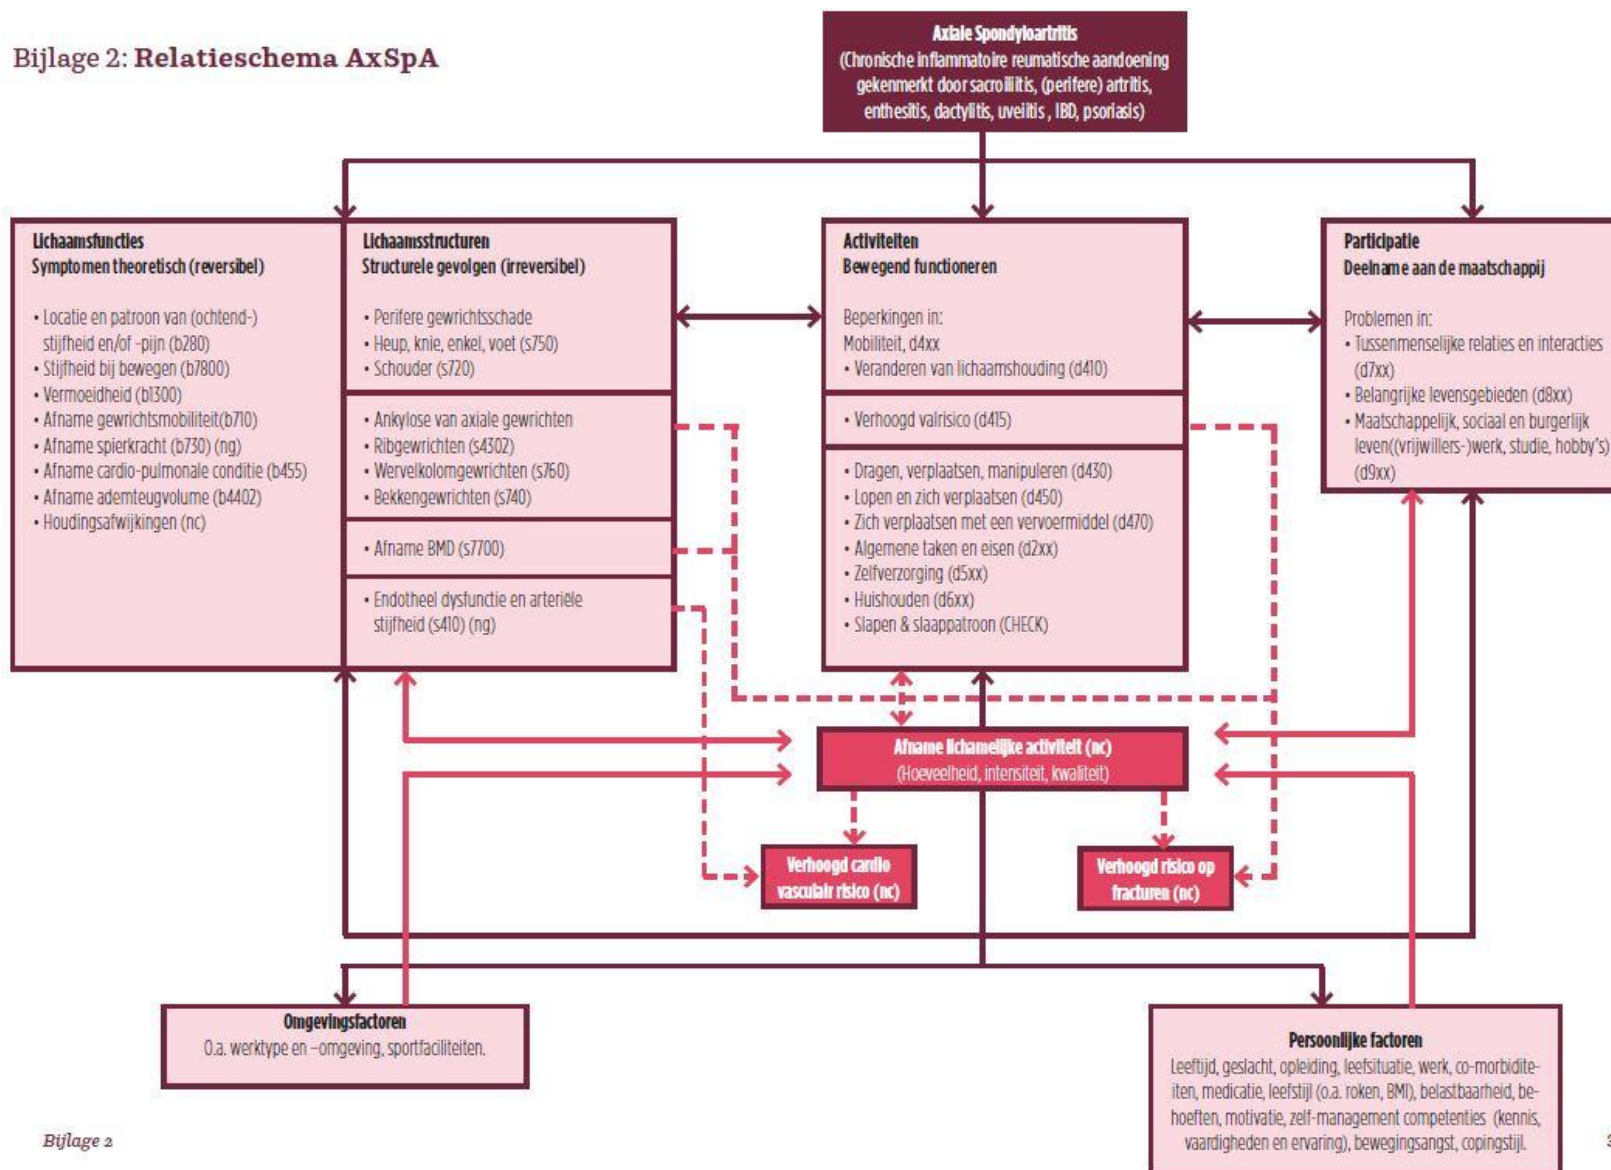 Bijlage 2: Relatieschema AxSpA
Axiale Spondyloartritis
(Chronische inflammatoire reumatische aandoening
gekenmerkt door sacroiliitis, (perifere) artritis,
enthesitis, dactylitis, uveiitis , IBD, psoriasis)
Lichaamsfuncties
Symptomen theoretisch (reversibel)
• Locatie en patroon van (ochtend-)
stijfheid en/of -pijn (b280)
• Stijfheid bij bewegen (b7800)
• Vermoeidheid (b1300)
• Afname gewrichtsmobiliteit(b710)
• Afname spierkracht (b730) (ng)
• Afname cardio-pulmonale conditie (b455)
• Afname ademteugvolume (b4402)
• Houdingsafwijkingen (nc)
Lichaamsstructuren
Structurele gevolgen (irreversibel)
• Perifere gewrichtsschade
• Heup, knie, enkel, voet (s750)
• Schouder (s720)
• Ankylose van axiale gewrichten
• Ribgewrichten (s4302)
• Wervelkolomgewrichten (s760)
• Bekkengewrichten (s740)
• Afname BMD (s7700)
• Endotheel dysfunctie en arteriële
stijfheid (s410) (ng)
Activiteiten
Bewegend functioneren
Beperkingen in:
Mobiliteit, d4xx
• Veranderen van lichaamshouding (d410)
• Verhoogd valrisico (d415)
• Dragen, verplaatsen, manipuleren (d430)
• Lopen en zich verplaatsen (d450)
• Zich verplaatsen met een vervoermiddel (d470)
• Algemene taken en eisen (d2xx)
• Zelfverzorging (d5xx)
• Huishouden (d6xx)
• Slapen & slaappatroon (CHECK)
Participatie
Deelname aan de maatschappij
Problemen in:
• Tussenmenselijke relaties en interacties
(d7xx)
• Belangrijke levensgebieden (d8xx)
• Maatschappelijk, sociaal en burgerlijk
leven((vrijwillers-)werk, studie, hobby's)
(d9xx)
Afname lichamelijke activiteit (nc)
(Hoeveelheid, intensiteit, kwaliteit)
Verhoogd cardio
vasculair risico (nc)
Verhoogd risico op
fracturen (nc)
Omgevingsfactoren
O.a. werktype en –omgeving, sportfaciliteiten.
Persoonlijke factoren
Leeftijd, geslacht, opleiding, leefsituatie, werk, co-morbidite-
iten, medicatie, leefstijl (o.a. roken, BMI), belastbaarheid, be-
hoeften, motivatie, zelf-management competenties (kennis,
vaardigheden en ervaring), bewegingsangst, copingstijl.
Bijlage 2